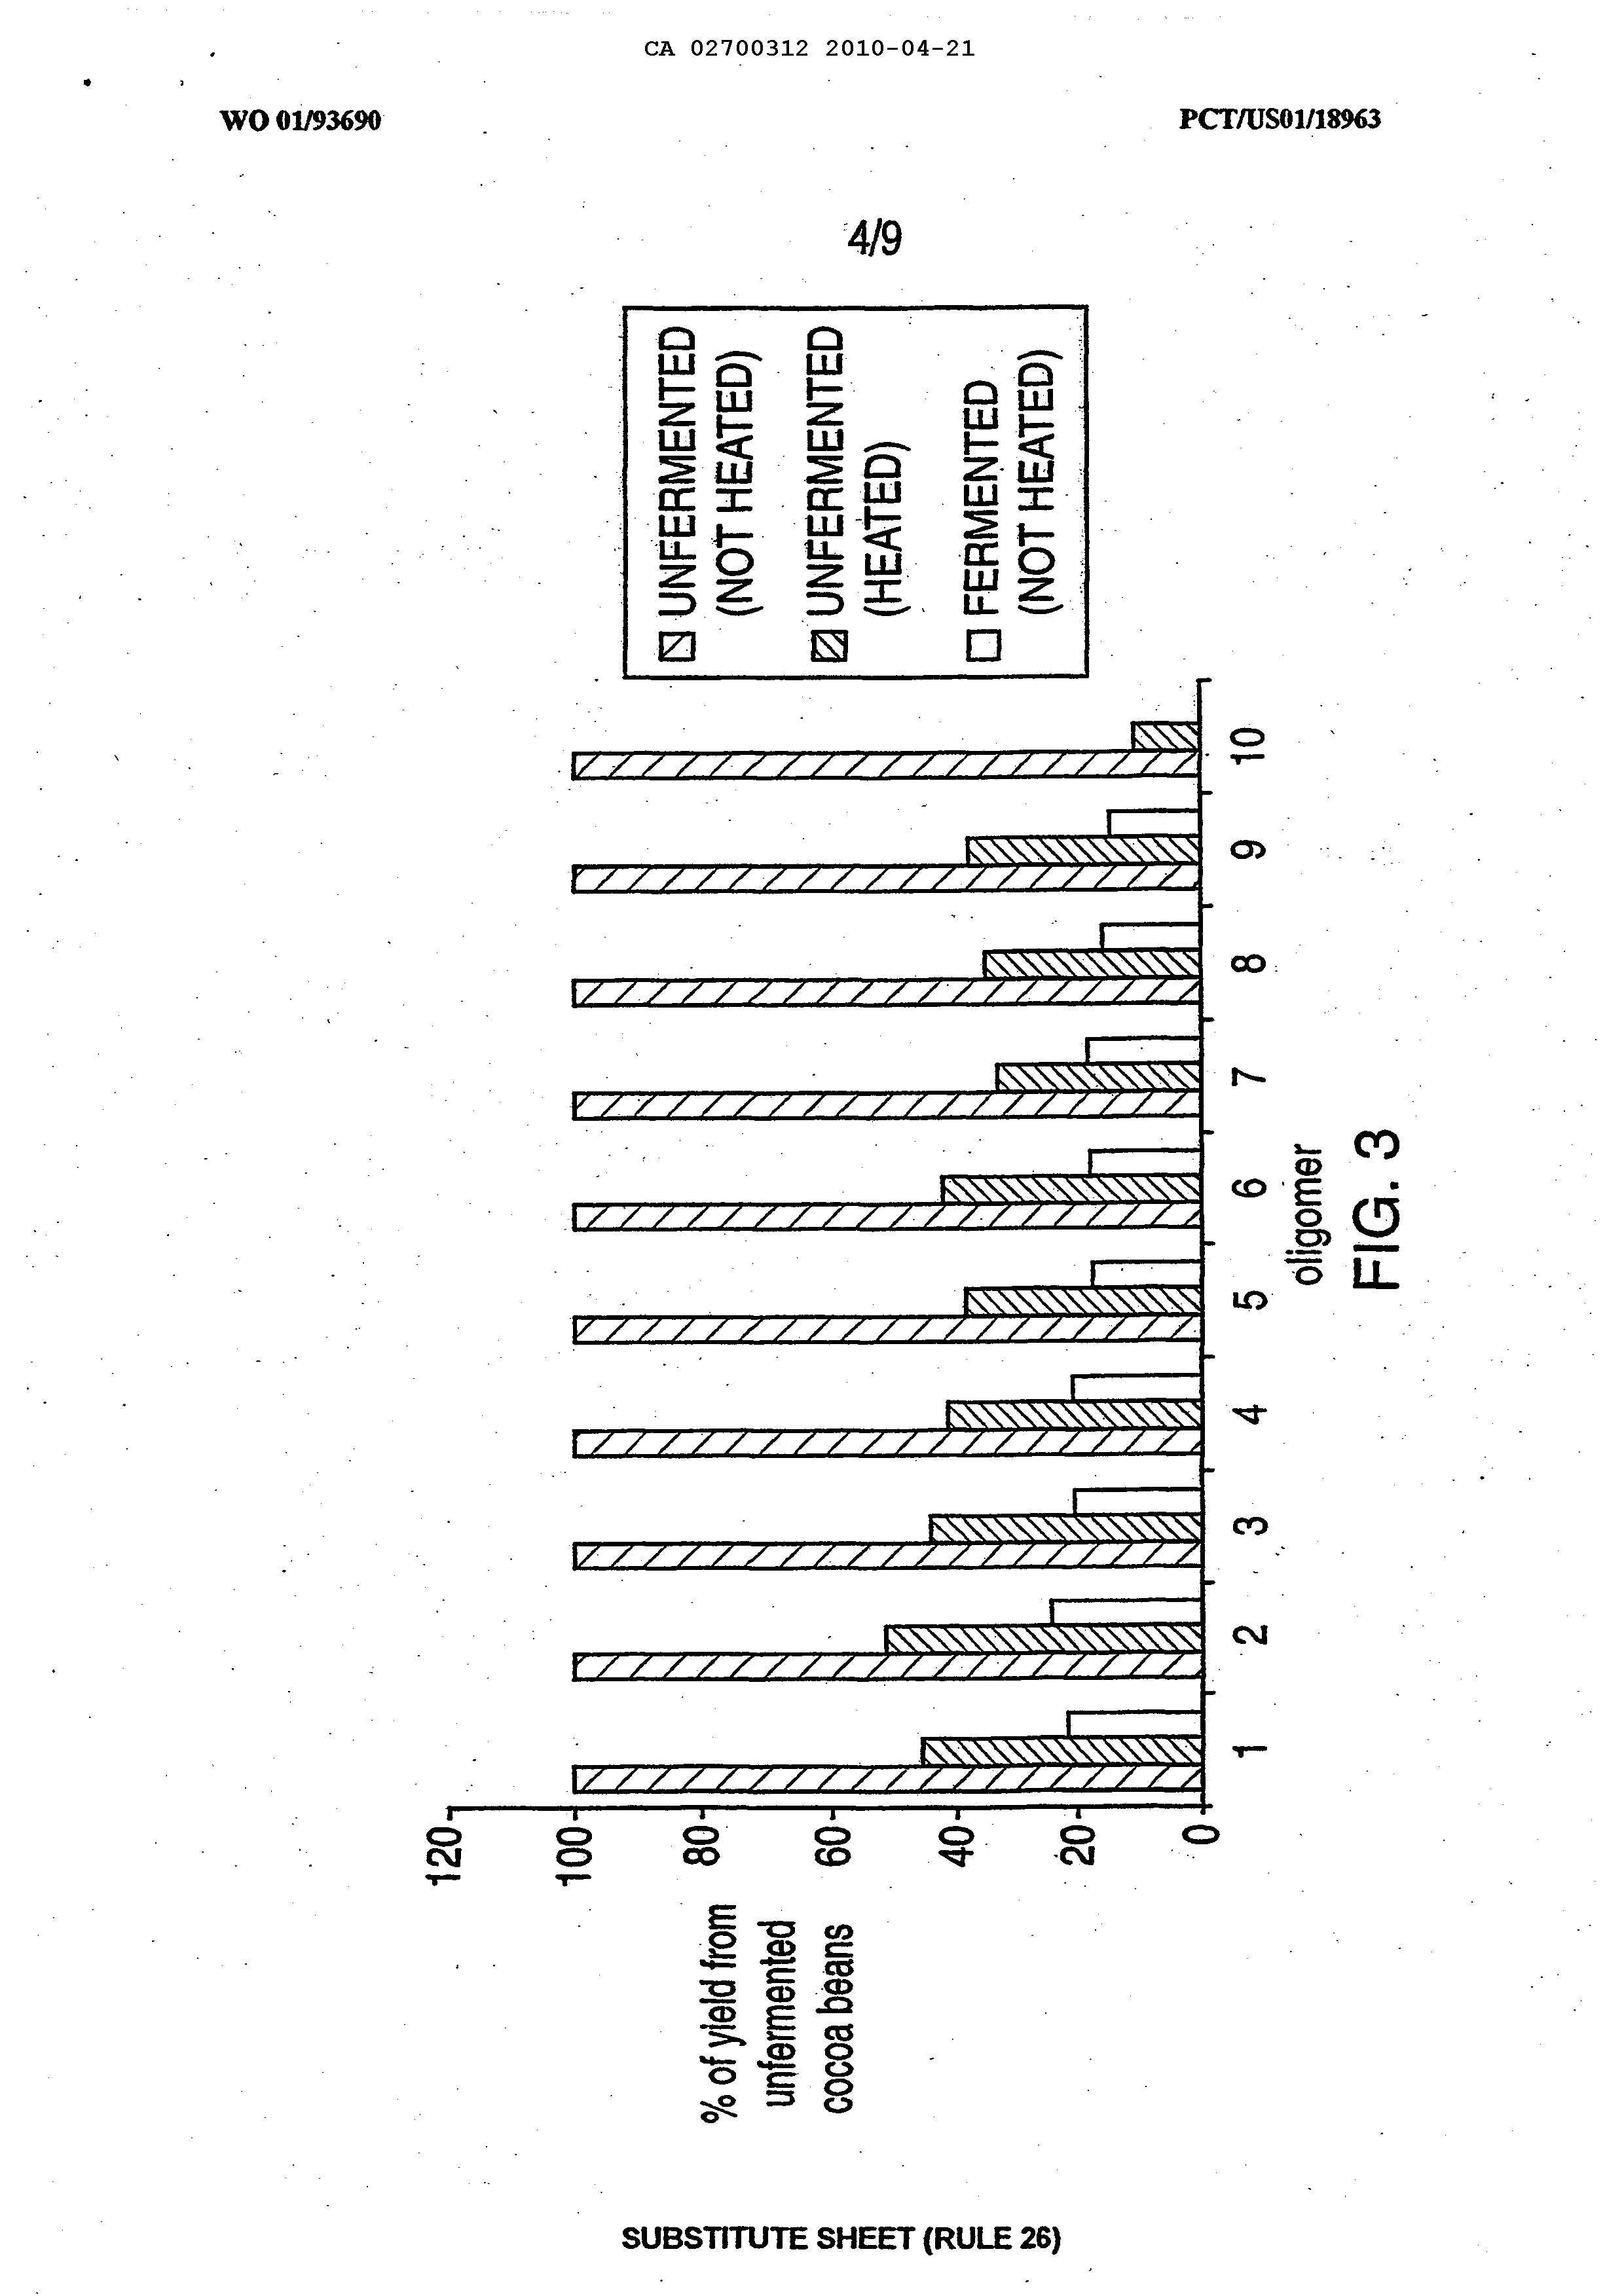 CA 02700312 2010-04-21
WO 01/93690
PCT/US01/18963
4/9
% of yield from
unfermented
cocoa beans
120
100
80
60
40
20
0
1
2
3
4
5
6
7
8
9
10
oligomer
UNFERMENTED
(NOT HEATED)
UNFERMENTED
(HEATED)
FERMENTED
(NOT HEATED)
FIG. 3
SUBSTITUTE SHEET (RULE 26)